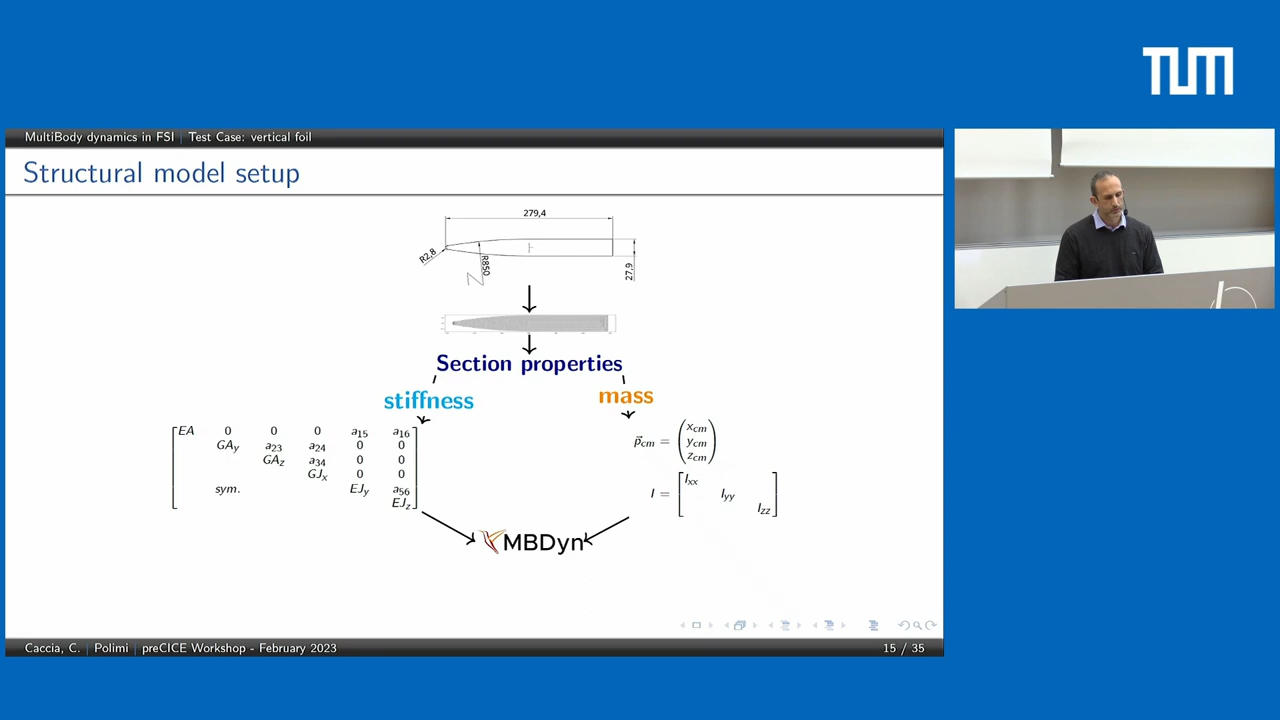 TUM
MultiBody dynamics in FSI | Test Case: vertical foil
Structural model setup
279,4
R2,8
R850
27,9
Section properties
stiffness
mass
EA 0 0 0 a15 a16
GAy a23 a24 0 0
GAz a34 0 0
GJx 0 0
sym. EJy a56
EJz
p⃗cm = (xcm
ycm
zcm)
I = [Ixx
Iyy
Izz]
MBDyn
Caccia, C. | Polimi | preCICE Workshop - February 2023 15 / 35